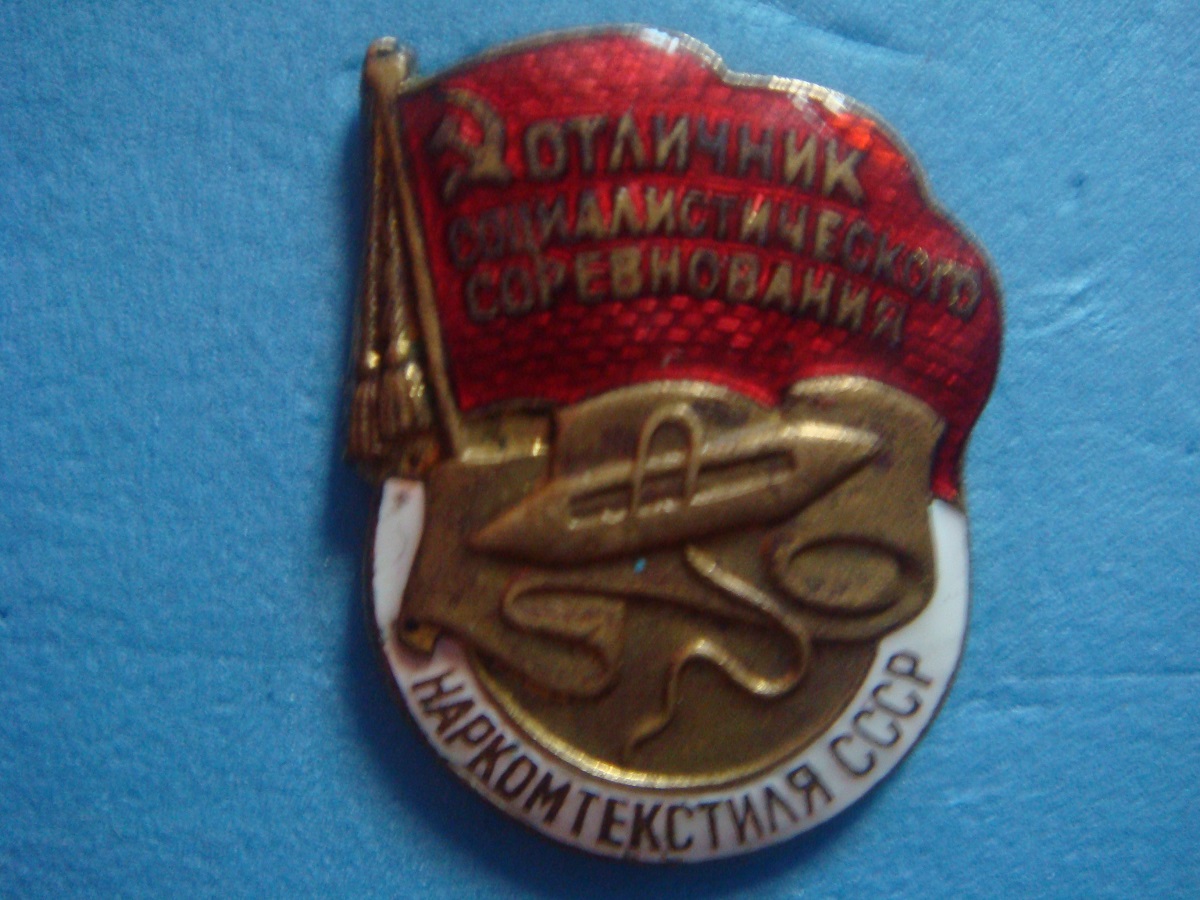 ОТЛИЧНИК
СОЦИАЛИСТИЧЕСКОГО
СОРЕВНОВАНИЯ
НАРКОМТЕКСТИЛЯ СССР